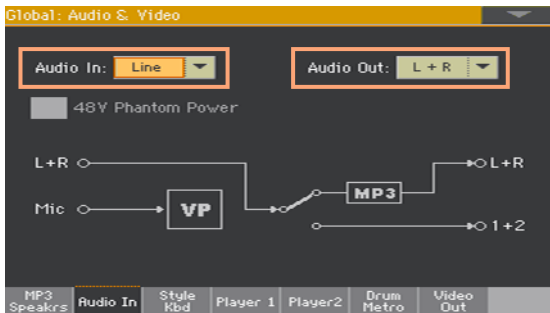 Global: Audio & Video
Audio In: Line
Audio Out: L + R
48V Phantom Power
L+R
L+R
MP3
Mic
VP
1+2
MP3 Speakrs
Audio In
Style Kbd
Player 1
Player2
Drum Metro
Video Out